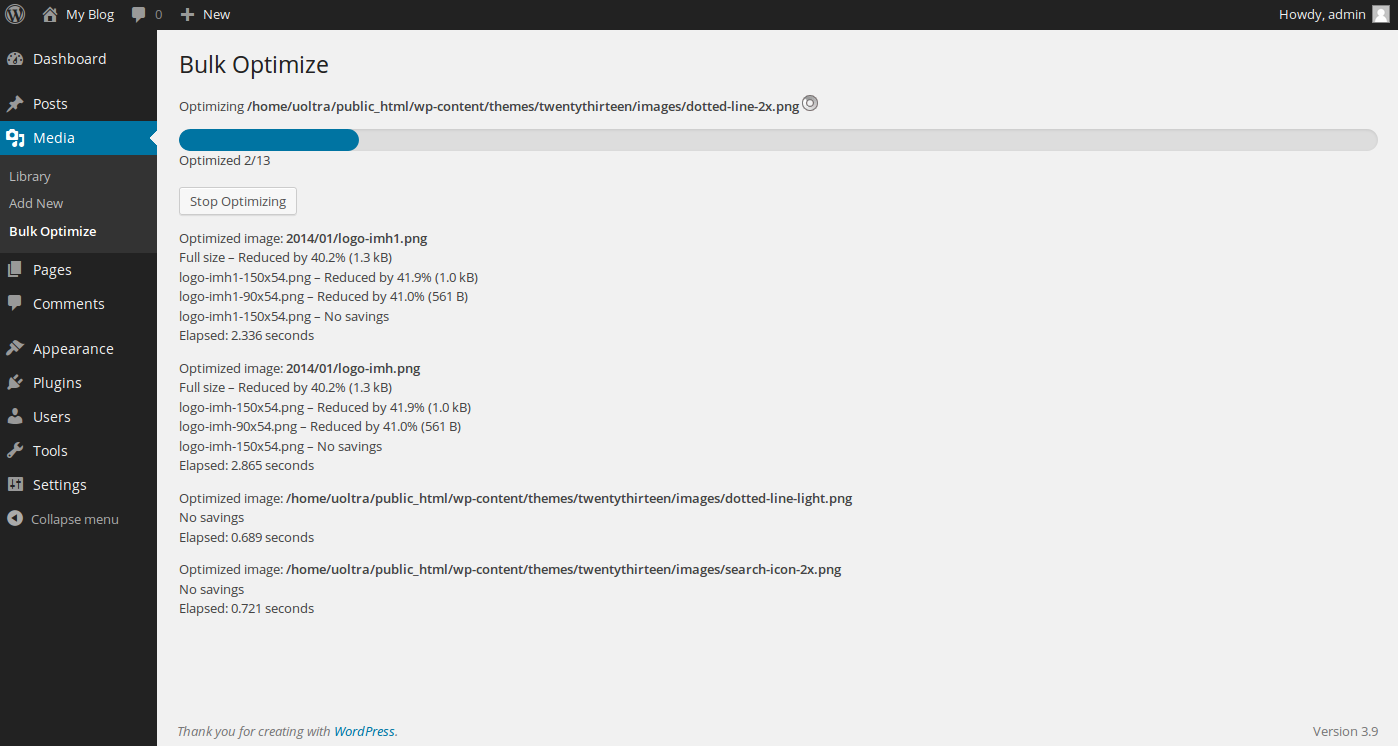 My Blog 0 New Howdy, admin
Dashboard
Posts
Media
Library
Add New
Bulk Optimize
Pages
Comments
Appearance
Plugins
Users
Tools
Settings
Collapse menu
Bulk Optimize
Optimizing /home/uoltra/public_html/wp-content/themes/twentythirteen/images/dotted-line-2x.png
Optimized 2/13
Stop Optimizing
Optimized image: 2014/01/logo-imh1.png
Full size – Reduced by 40.2% (1.3 kB)
logo-imh1-150x54.png – Reduced by 41.9% (1.0 kB)
logo-imh1-90x54.png – Reduced by 41.0% (561 B)
logo-imh1-150x54.png – No savings
Elapsed: 2.336 seconds
Optimized image: 2014/01/logo-imh.png
Full size – Reduced by 40.2% (1.3 kB)
logo-imh-150x54.png – Reduced by 41.9% (1.0 kB)
logo-imh-90x54.png – Reduced by 41.0% (561 B)
logo-imh-150x54.png – No savings
Elapsed: 2.865 seconds
Optimized image: /home/uoltra/public_html/wp-content/themes/twentythirteen/images/dotted-line-light.png
No savings
Elapsed: 0.689 seconds
Optimized image: /home/uoltra/public_html/wp-content/themes/twentythirteen/images/search-icon-2x.png
No savings
Elapsed: 0.721 seconds
Thank you for creating with WordPress. Version 3.9